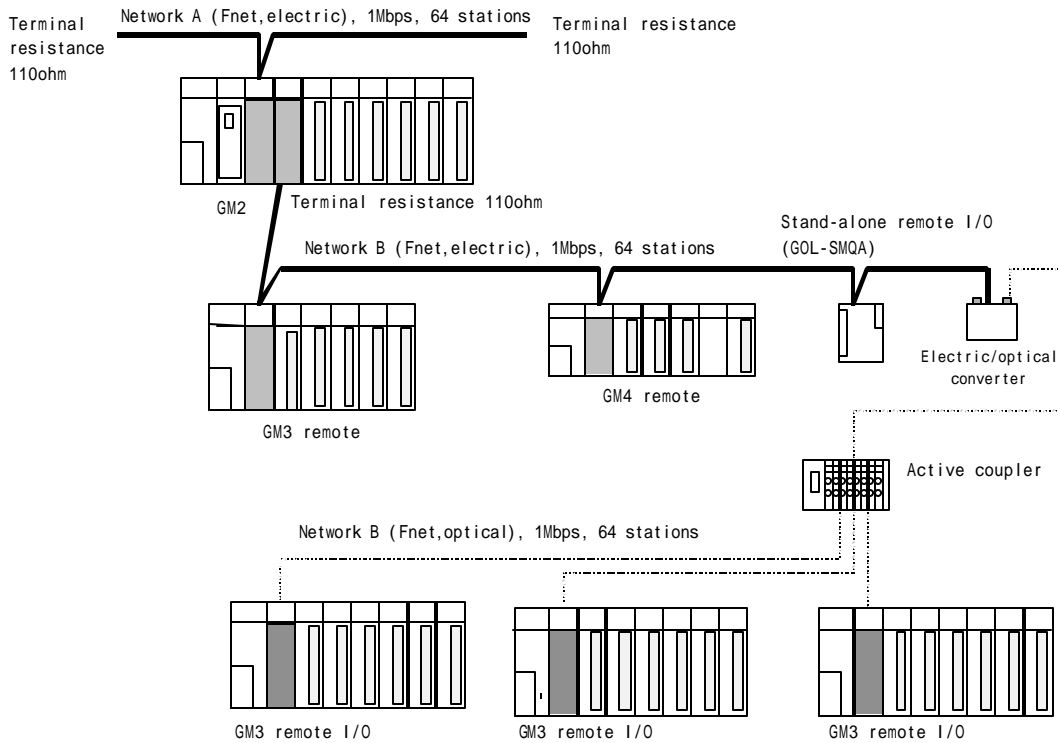 Terminal
resistance
110ohm
Network A (Fnet,electric), 1Mbps, 64 stations
Terminal resistance
110ohm
GM2
Terminal resistance 110ohm
Network B (Fnet,electric), 1Mbps, 64 stations
Stand-alone remote I/O
(GOL-SMQA)
GM3 remote
GM4 remote
Electric/optical
converter
Active coupler
Network B (Fnet,optical), 1Mbps, 64 stations
GM3 remote I/O
GM3 remote I/O
GM3 remote I/O